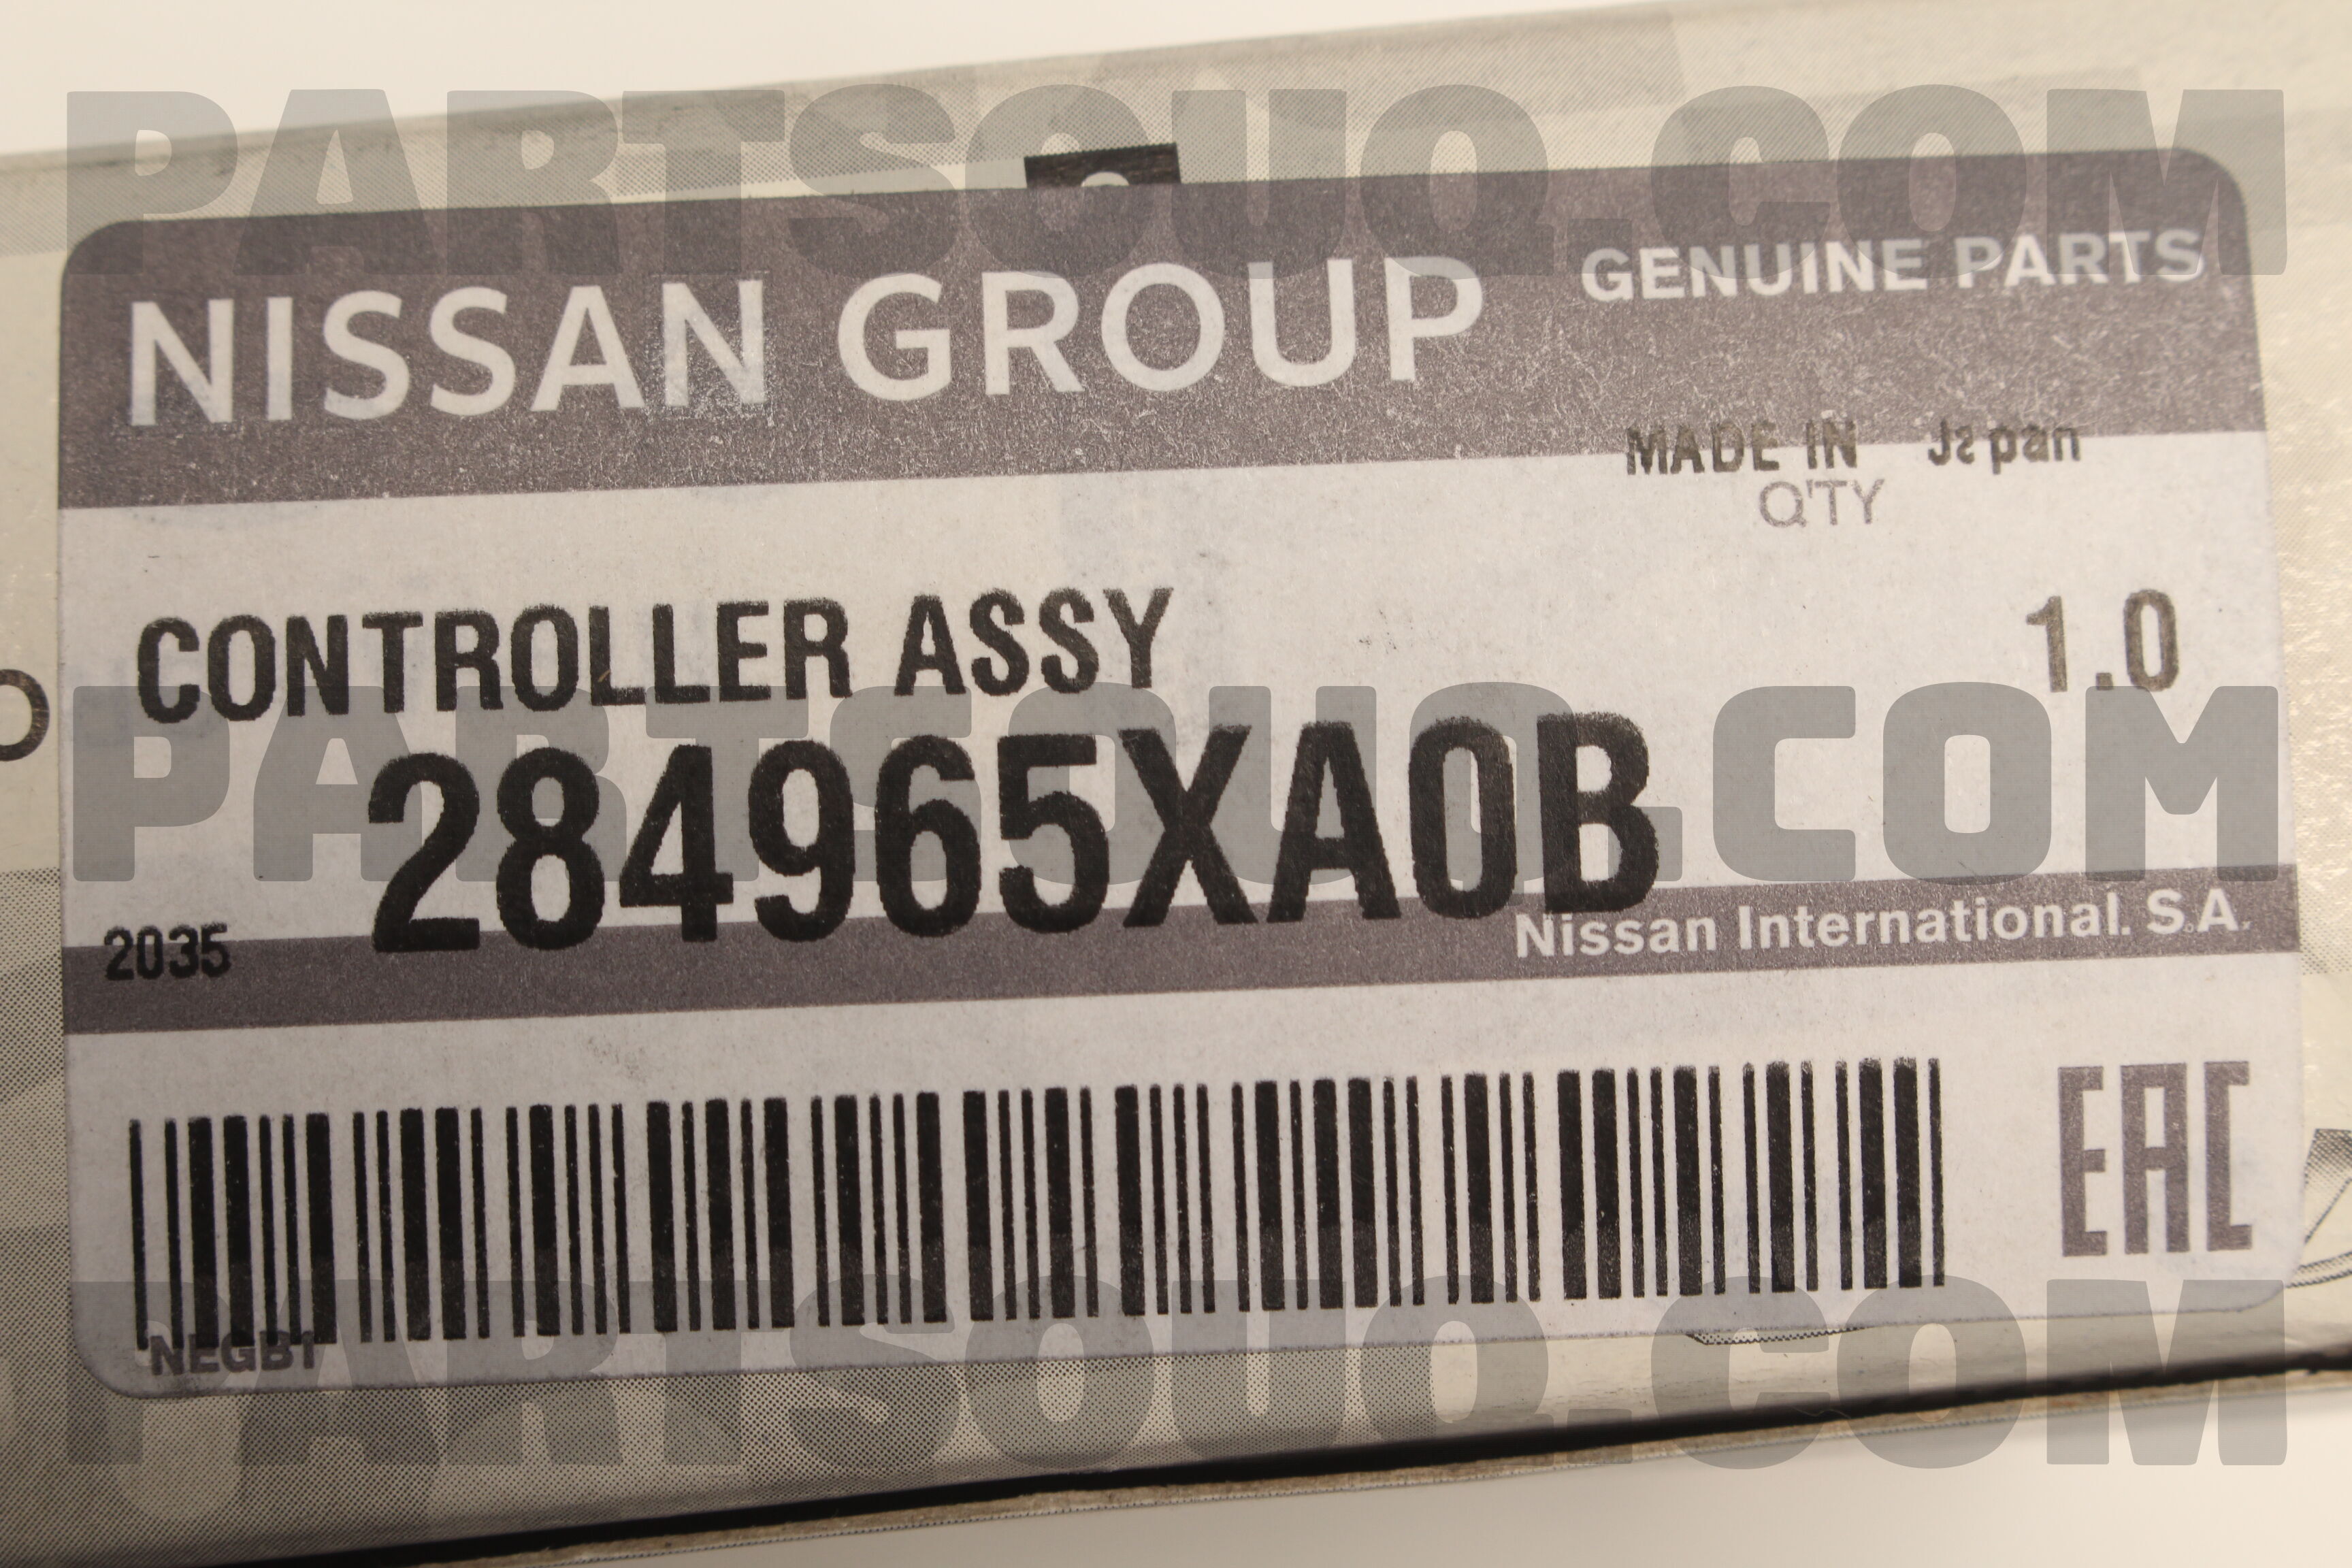 PARTSOUQ.COM
NISSAN GROUP
GENUINE PARTS
MADE IN Japan
Q'TY
CONTROLLER ASSY
1.0
PARTSOUQ.COM
284965XA0B
2035
Nissan International. S.A.
EAC
NEGB1
PARTSOUQ.COM